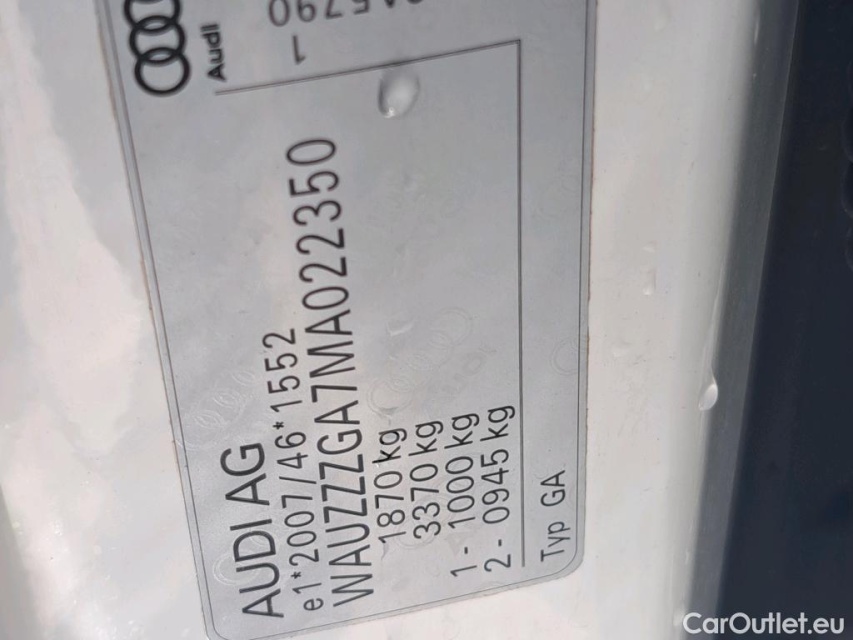 AUDI AG
e1*2007/46*1552
WAUZZZGA7MA022350
1870 kg
3370 kg
1- 1000 kg
2- 0945 kg
Typ GA
Audi
1
CarOutlet.eu